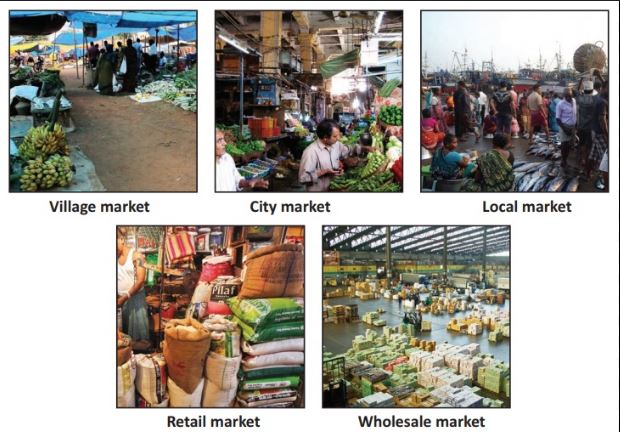 Village market
City market
Local market
Pilaf
Retail market
Wholesale market